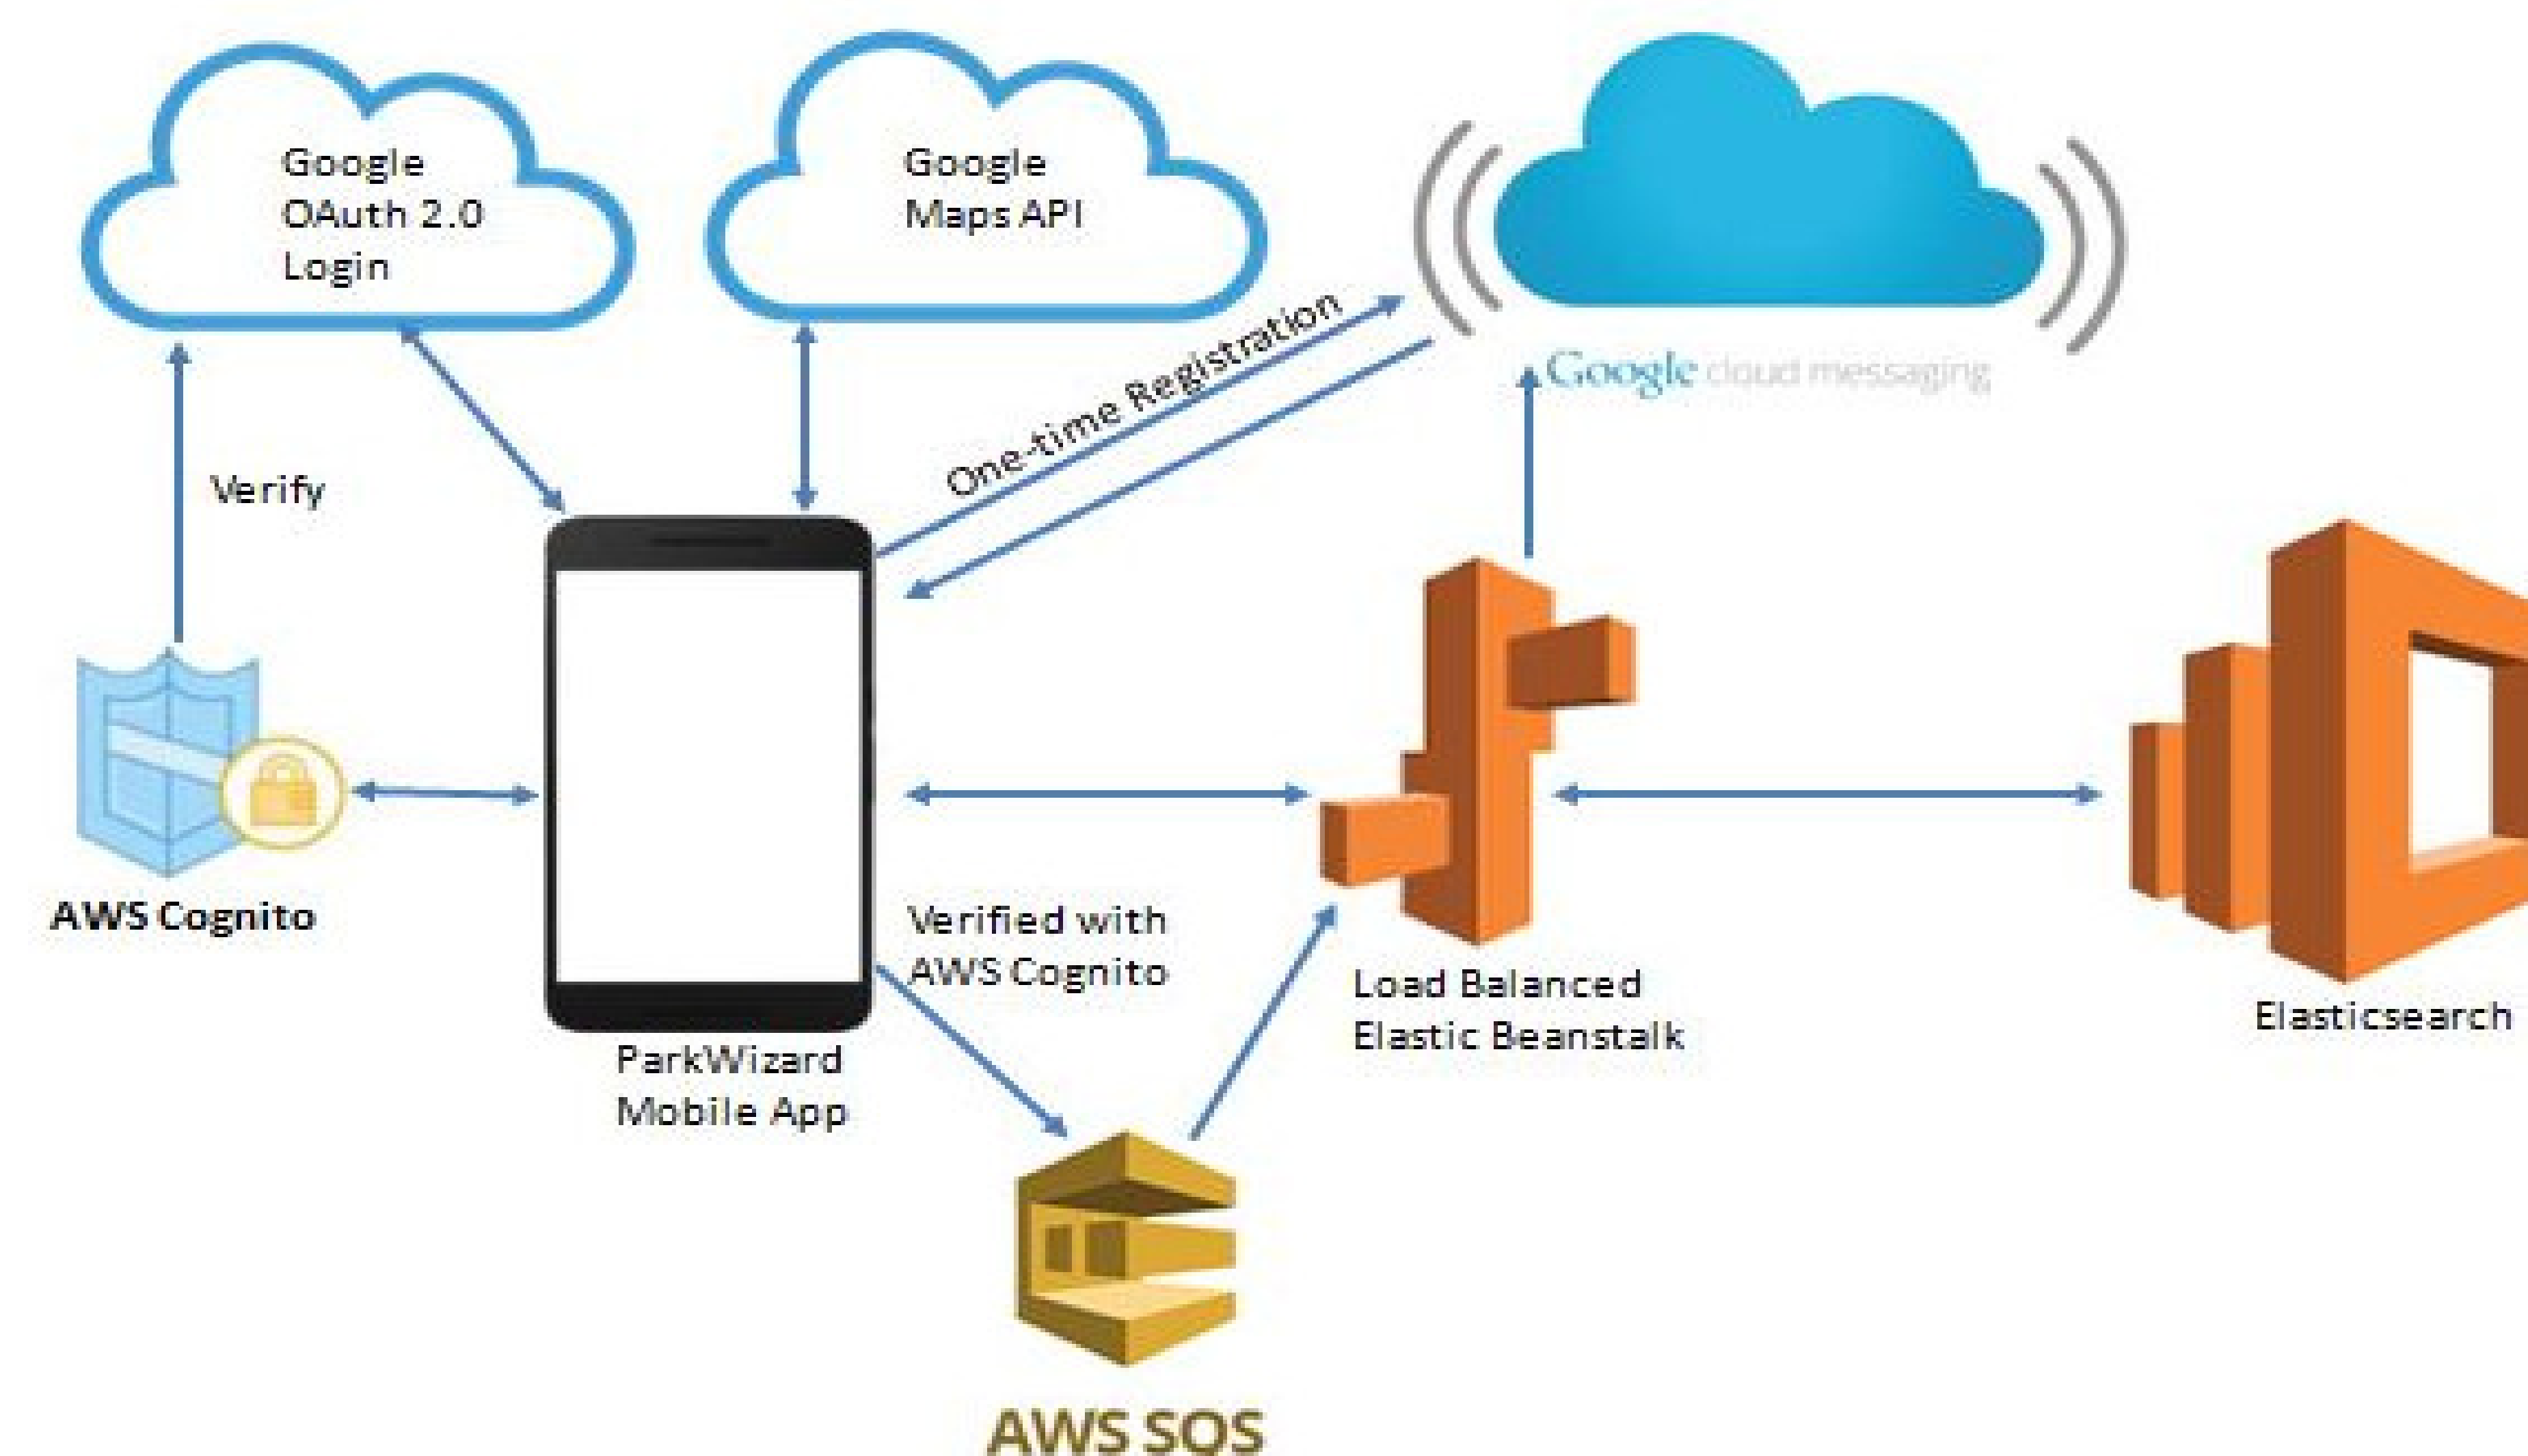 Google
OAuth 2.0
Login
Google
Maps API
One-time Registration
Google cloud messaging
Verify
AWS Cognito
Verified with
AWS Cognito
Load Balanced
Elastic Beanstalk
Elasticsearch
ParkWizard
Mobile App
AWS SQS